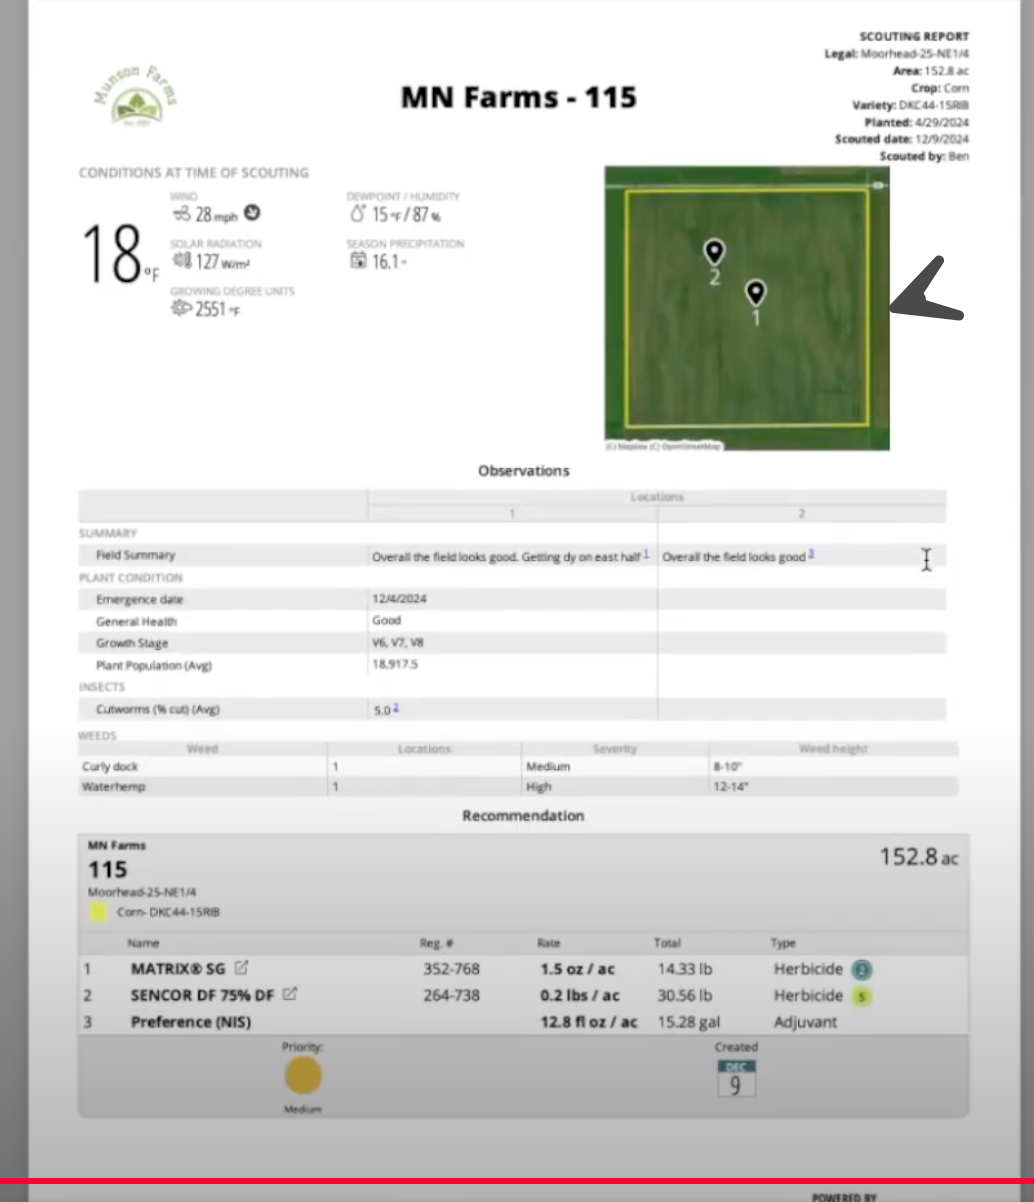 SCOUTING REPORT
Legal: Moorhead-25-NE1/4
Area: 152.8 ac
Crop: Corn
Variety: DKC44-15RIB
Planted: 4/29/2024
Scouted date: 12/9/2024
Scouted by: Ben
Munson Farms
MN Farms - 115
CONDITIONS AT TIME OF SCOUTING
18 °F
WIND
28 mph
SOLAR RADIATION
127 W/m²
GROWING DEGREE UNITS
2551 °F
DEWPOINT / HUMIDITY
15 °F / 87 %
SEASON PRECIPITATION
16.1 -
2
1
(C) Mapbox (C) OpenStreetMap
Observations
Locations
1 2
SUMMARY
Field Summary Overall the field looks good. Getting dy on east half 1 Overall the field looks good 3
PLANT CONDITION
Emergence date 12/4/2024
General Health Good
Growth Stage V6, V7, V8
Plant Population (Avg) 18,917.5
INSECTS
Cutworms (% cut) (Avg) 5.0 2
WEEDS
Weed Locations Severity Weed height
Curly dock 1 Medium 8-10"
Waterhemp 1 High 12-14"
Recommendation
MN Farms
115 152.8 ac
Moorhead-25-NE1/4
Corn- DKC44-15RIB
Name Reg. # Rate Total Type
1 MATRIX® SG 352-768 1.5 oz / ac 14.33 lb Herbicide 2
2 SENCOR DF 75% DF 264-738 0.2 lbs / ac 30.56 lb Herbicide 5
3 Preference (NIS) 12.8 fl oz / ac 15.28 gal Adjuvant
Priority: Created
DEC
9
Medium
POWERED BY